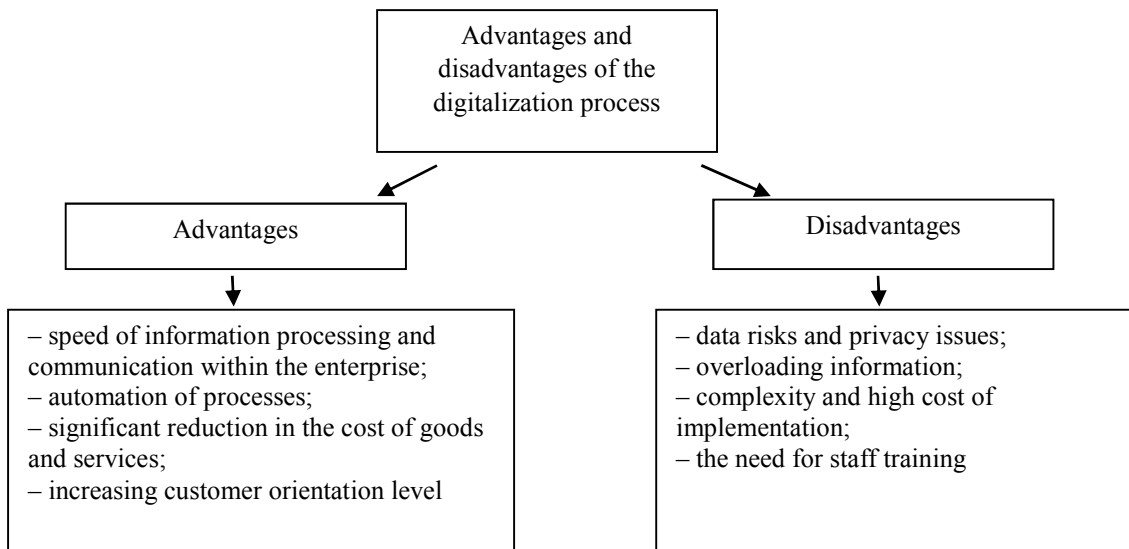 Advantages and
disadvantages of the
digitalization process
Advantages
Disadvantages
– speed of information processing and
communication within the enterprise;
– automation of processes;
– significant reduction in the cost of goods
and services;
– increasing customer orientation level
– data risks and privacy issues;
– overloading information;
– complexity and high cost of
implementation;
– the need for staff training